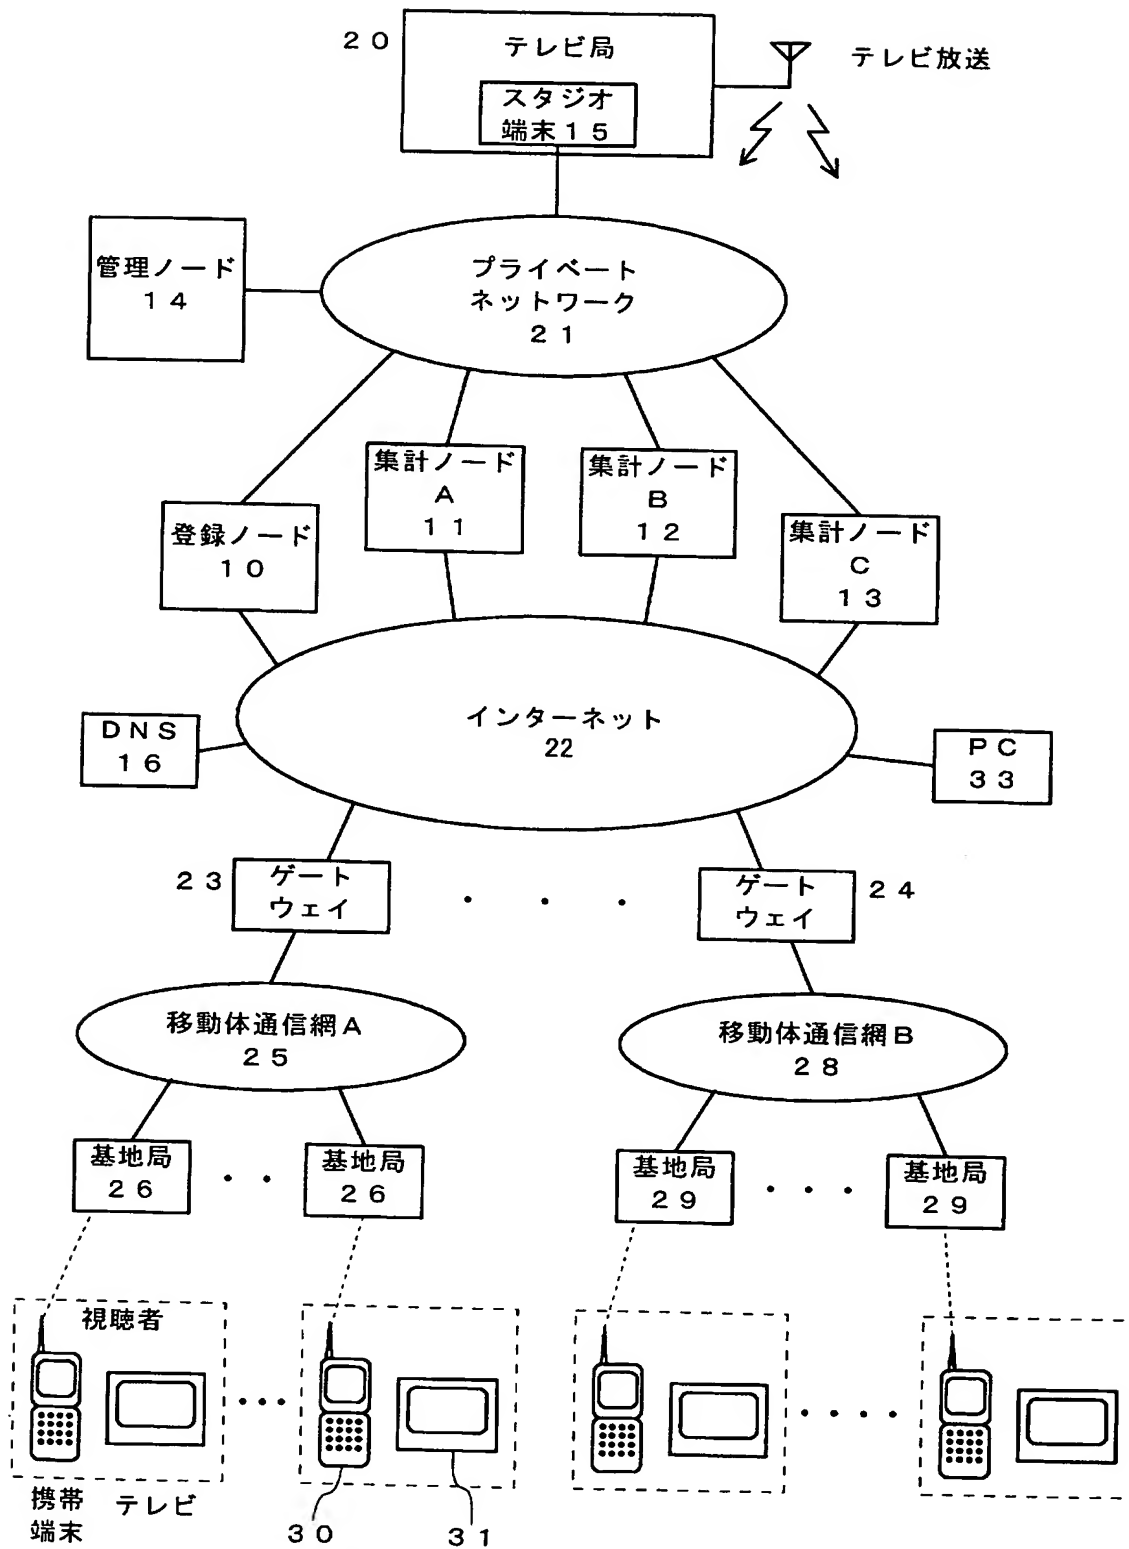 20
テレビ局
テレビ放送
スタジオ
端末15
管理ノード
14
プライベート
ネットワーク
21
集計ノード
A
11
集計ノード
B
12
登録ノード
10
集計ノード
C
13
インターネット
22
DNS
16
PC
33
23
ゲート
ウェイ
ゲート
ウェイ
24
移動体通信網A
25
移動体通信網B
28
基地局
26
基地局
26
基地局
29
基地局
29
視聴者
携帯
端末
テレビ
30
31